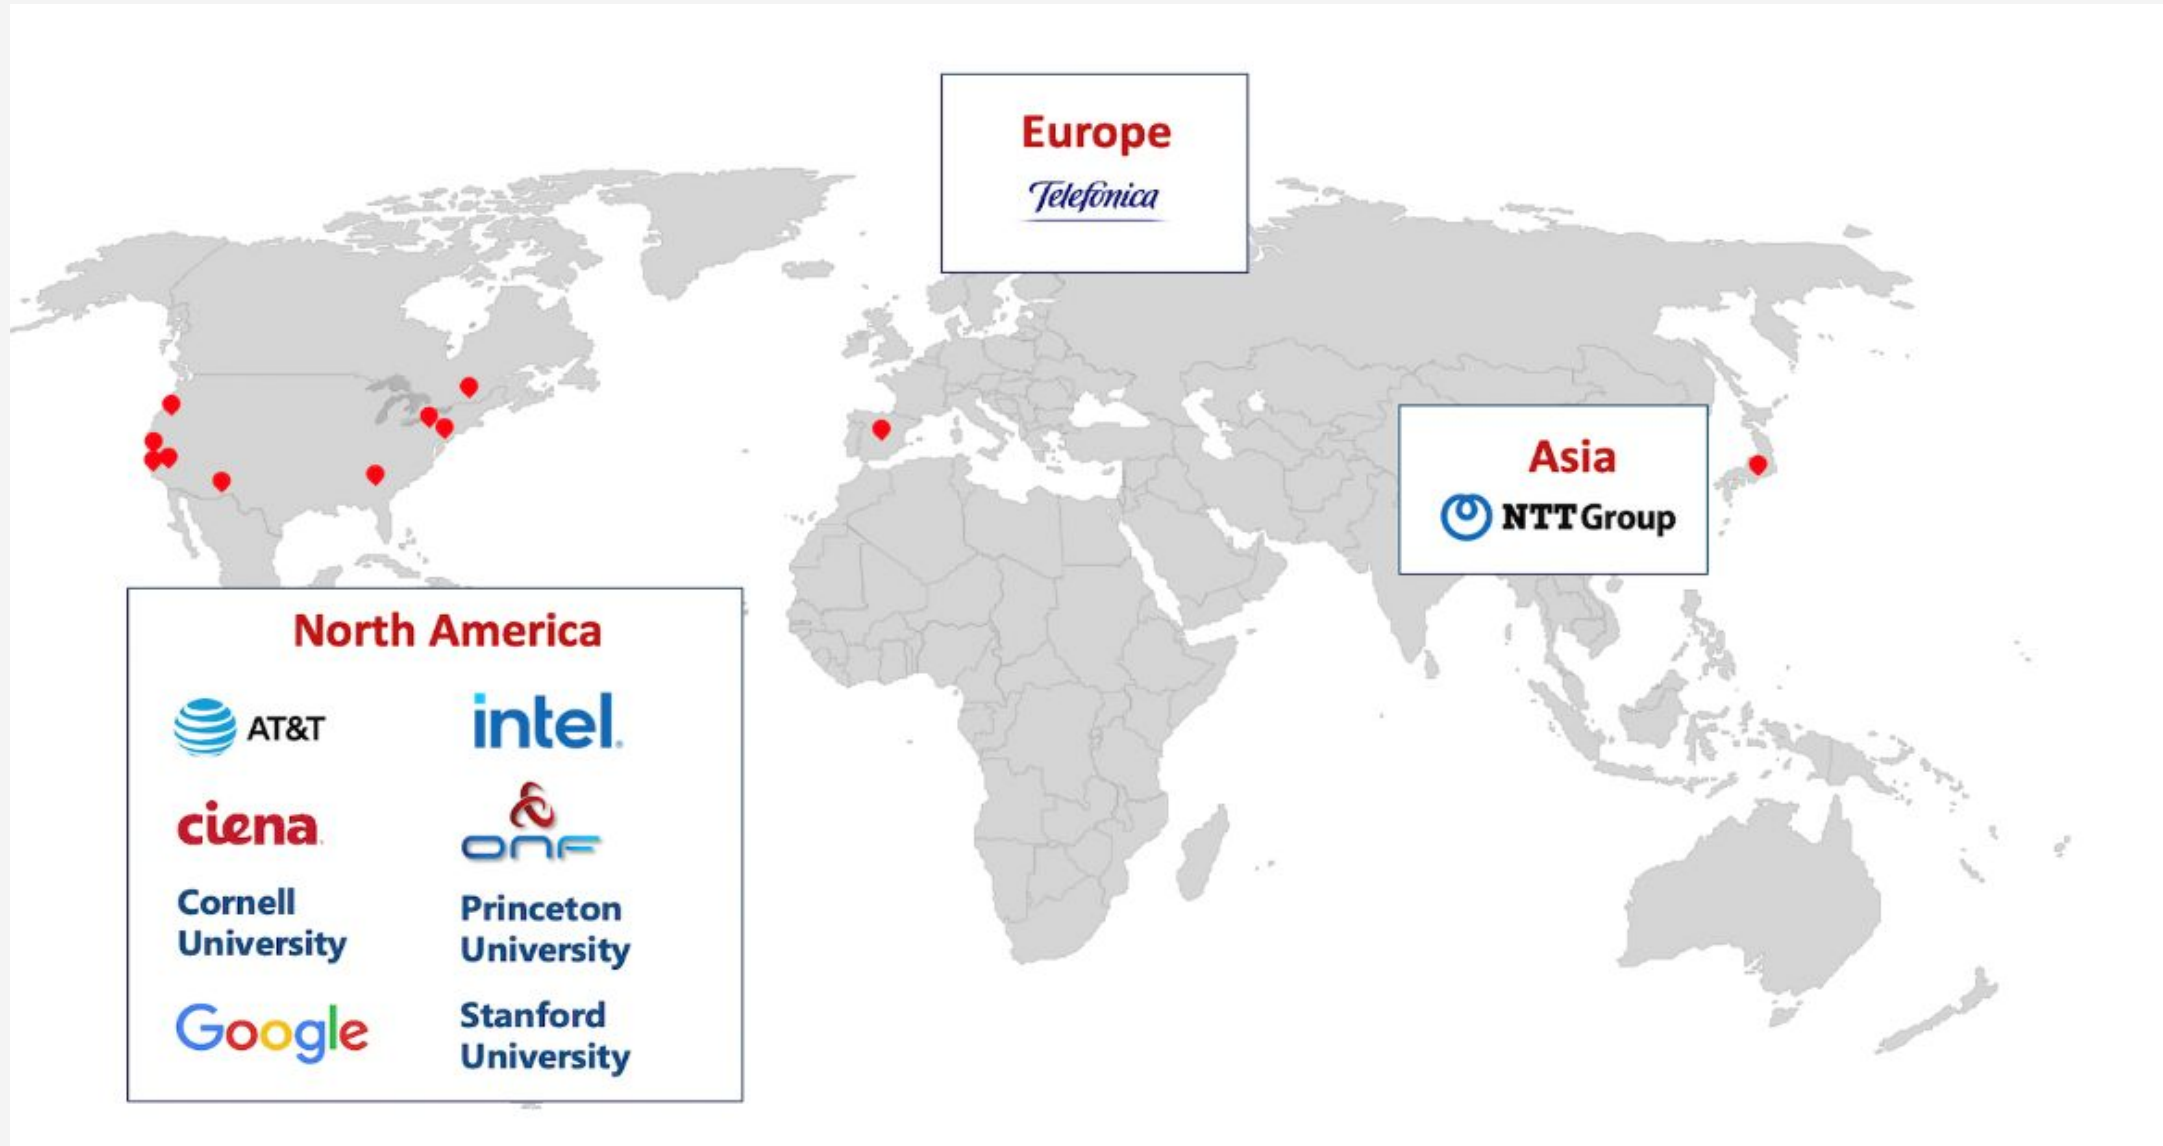 Europe
Telefónica
Asia
NTT Group
North America
AT&T
intel.
ciena.
ONF
Cornell
University
Princeton
University
Google
Stanford
University